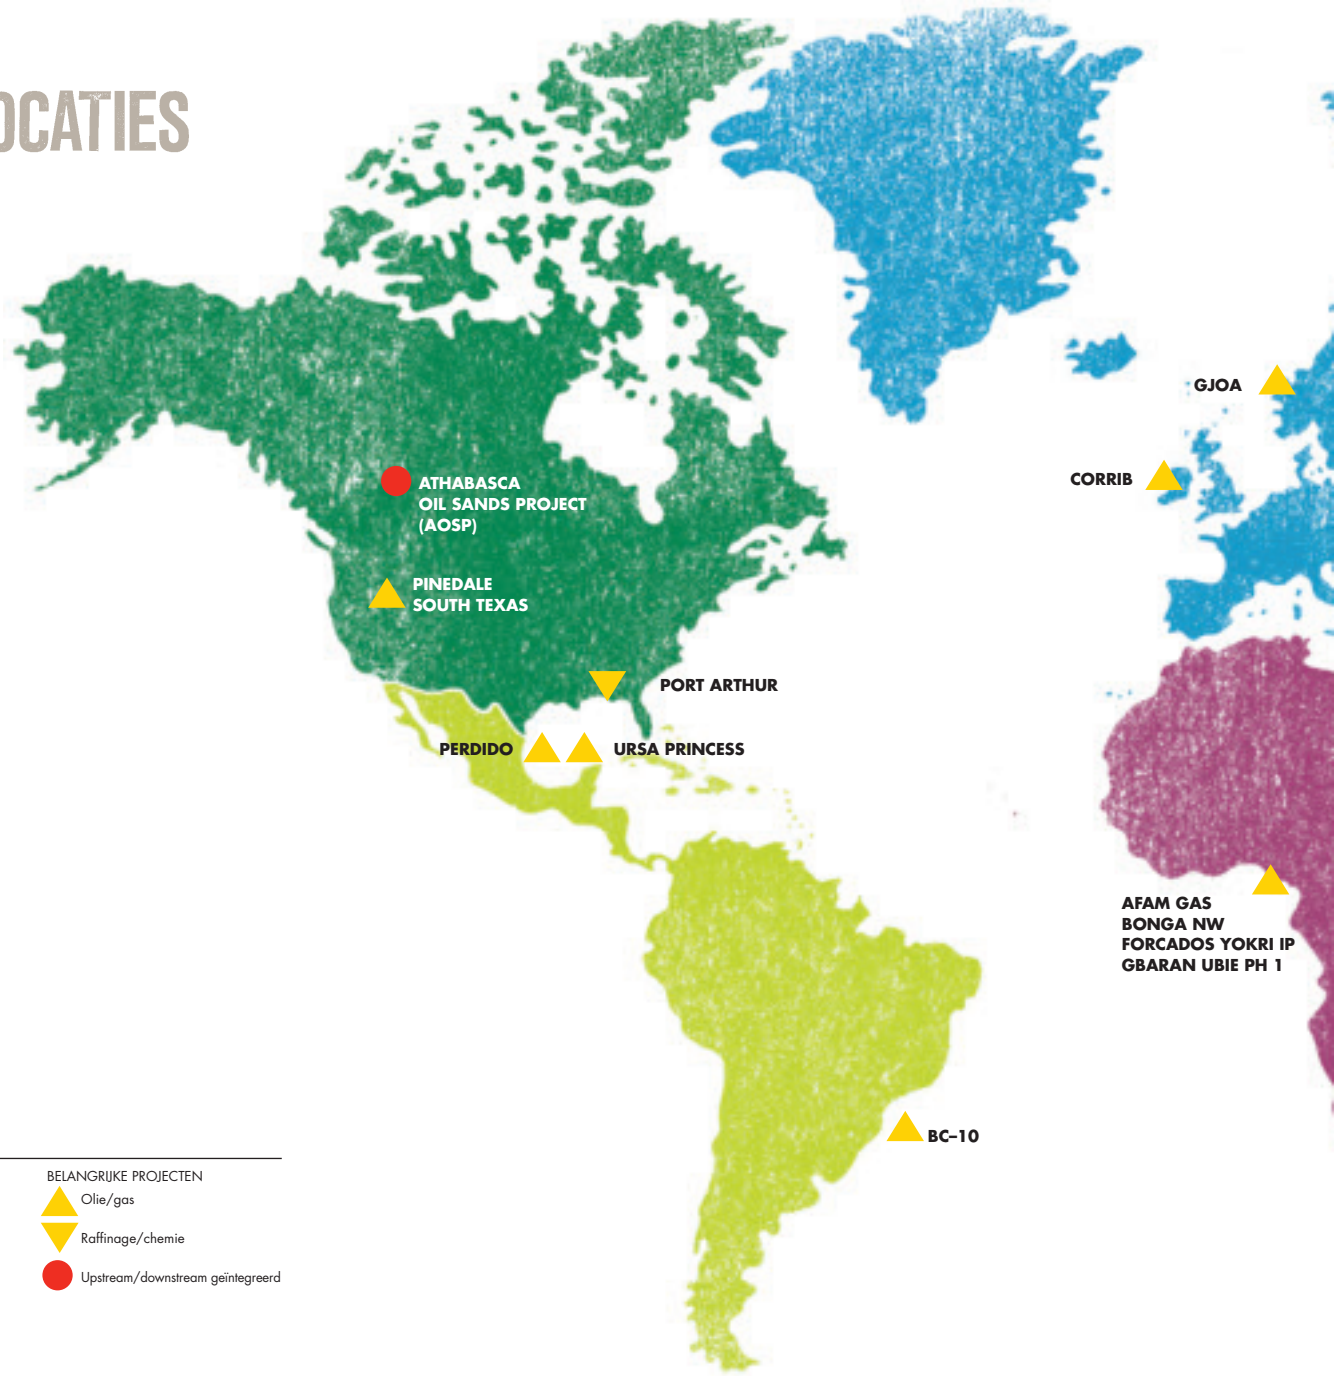 OCATIES
GJOA
CORRIB
ATHABASCA
OIL SANDS PROJECT
(AOSP)
PINEDALE
SOUTH TEXAS
PORT ARTHUR
PERDIDO
URSA PRINCESS
AFAM GAS
BONGA NW
FORCADOS YOKRI IP
GBARAN UBIE PH 1
BC–10
BELANGRIJKE PROJECTEN
Olie/gas
Raffinage/chemie
Upstream/downstream geïntegreerd